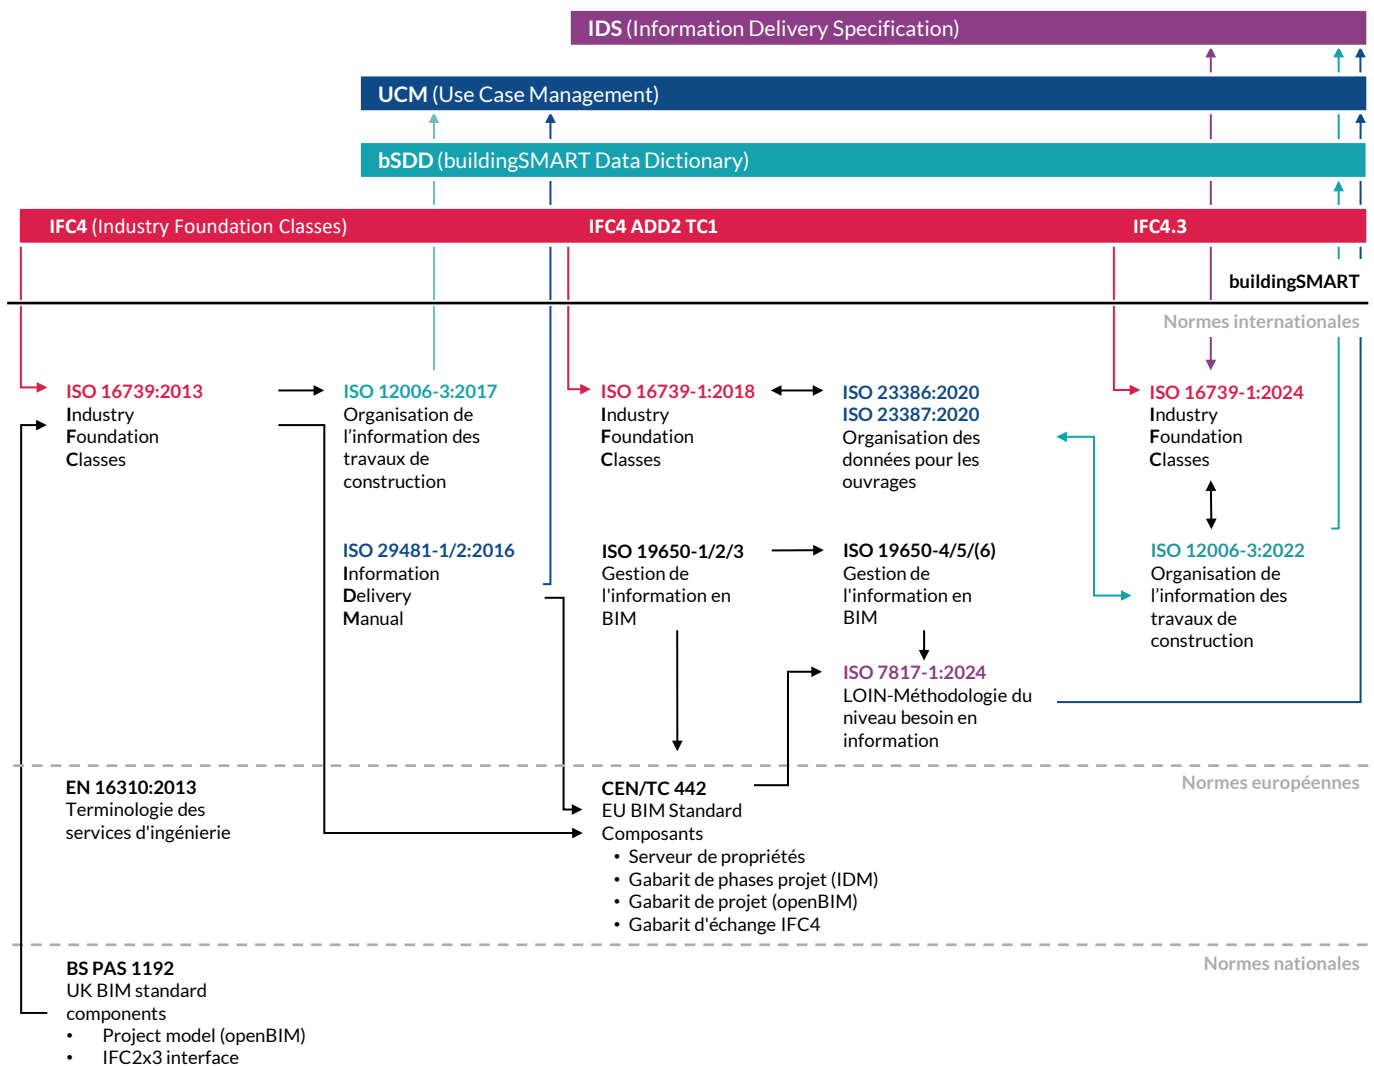 IDS (Information Delivery Specification)
UCM (Use Case Management)
bSDD (buildingSMART Data Dictionary)
IFC4 (Industry Foundation Classes)
IFC4 ADD2 TC1
IFC4.3
buildingSMART
Normes internationales
ISO 16739:2013
Industry
Foundation
Classes
ISO 12006-3:2017
Organisation de
l’information des
travaux de
construction
ISO 16739-1:2018
Industry
Foundation
Classes
ISO 23386:2020
ISO 23387:2020
Organisation des
données pour les
ouvrages
ISO 16739-1:2024
Industry
Foundation
Classes
ISO 29481-1/2:2016
Information
Delivery
Manual
ISO 19650-1/2/3
Gestion de
l'information en
BIM
ISO 19650-4/5/(6)
Gestion de
l'information en
BIM
ISO 12006-3:2022
Organisation de
l’information des
travaux de
construction
ISO 7817-1:2024
LOIN-Méthodologie du
niveau besoin en
information
Normes européennes
EN 16310:2013
Terminologie des
services d'ingénierie
CEN/TC 442
EU BIM Standard
Composants
• Serveur de propriétés
• Gabarit de phases projet (IDM)
• Gabarit de projet (openBIM)
• Gabarit d'échange IFC4
Normes nationales
BS PAS 1192
UK BIM standard
components
• Project model (openBIM)
• IFC2x3 interface